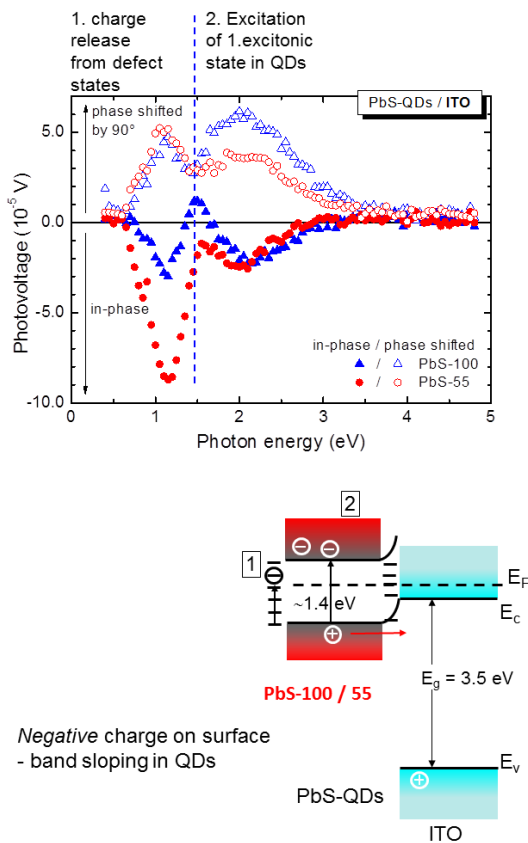 1. charge
release
from defect
states
2. Excitation
of 1.excitonic
state in QDs
PbS-QDs / ITO
phase shifted
by 90°
in-phase
in-phase / phase shifted
/ PbS-100
/ PbS-55
5.0
0.0
-5.0
-10.0
Photovoltage (10⁻⁵ V)
0 1 2 3 4 5
Photon energy (eV)
2
1
~1.4 eV
PbS-100 / 55
E_F
E_c
E_g = 3.5 eV
E_v
Negative charge on surface
- band sloping in QDs
PbS-QDs
ITO